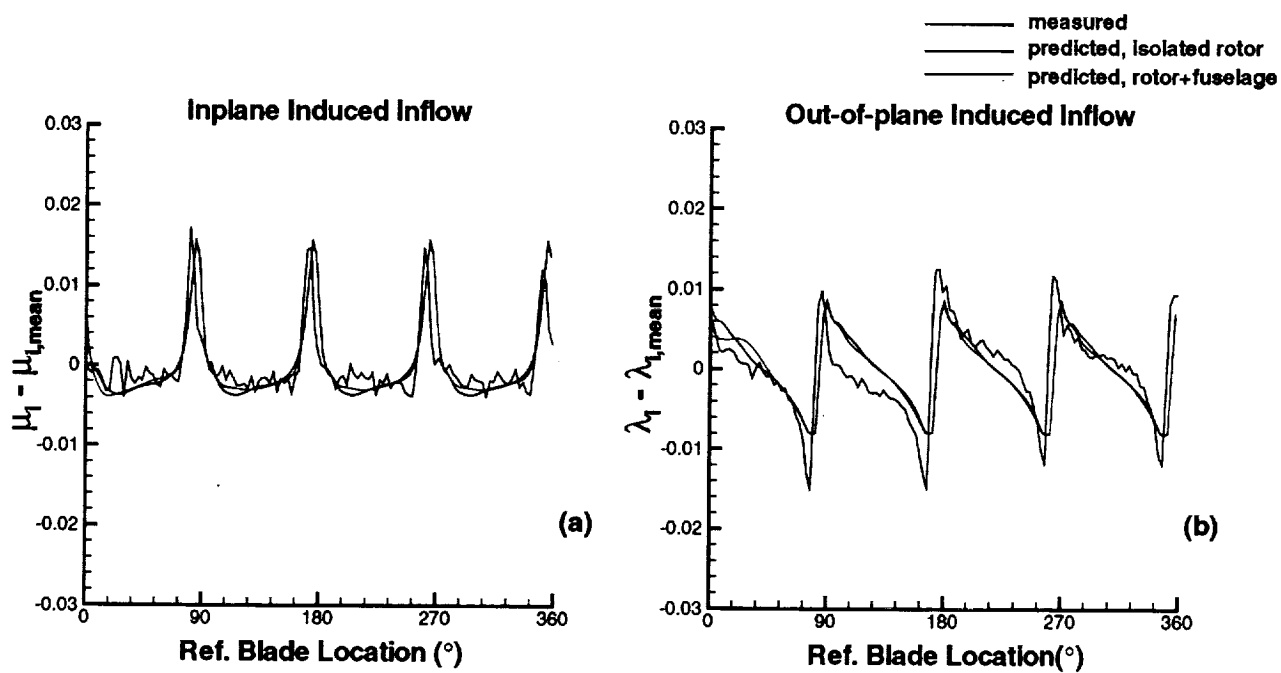 measured
predicted, isolated rotor
predicted, rotor+fuselage
Inplane Induced Inflow
0.03
0.02
0.01
0
-0.01
-0.02
-0.03
μI - μI,mean
0
90
180
270
360
Ref. Blade Location (°)
(a)
Out-of-plane Induced Inflow
0.03
0.02
0.01
0
-0.01
-0.02
-0.03
λI - λI,mean
0
90
180
270
360
Ref. Blade Location(°)
(b)